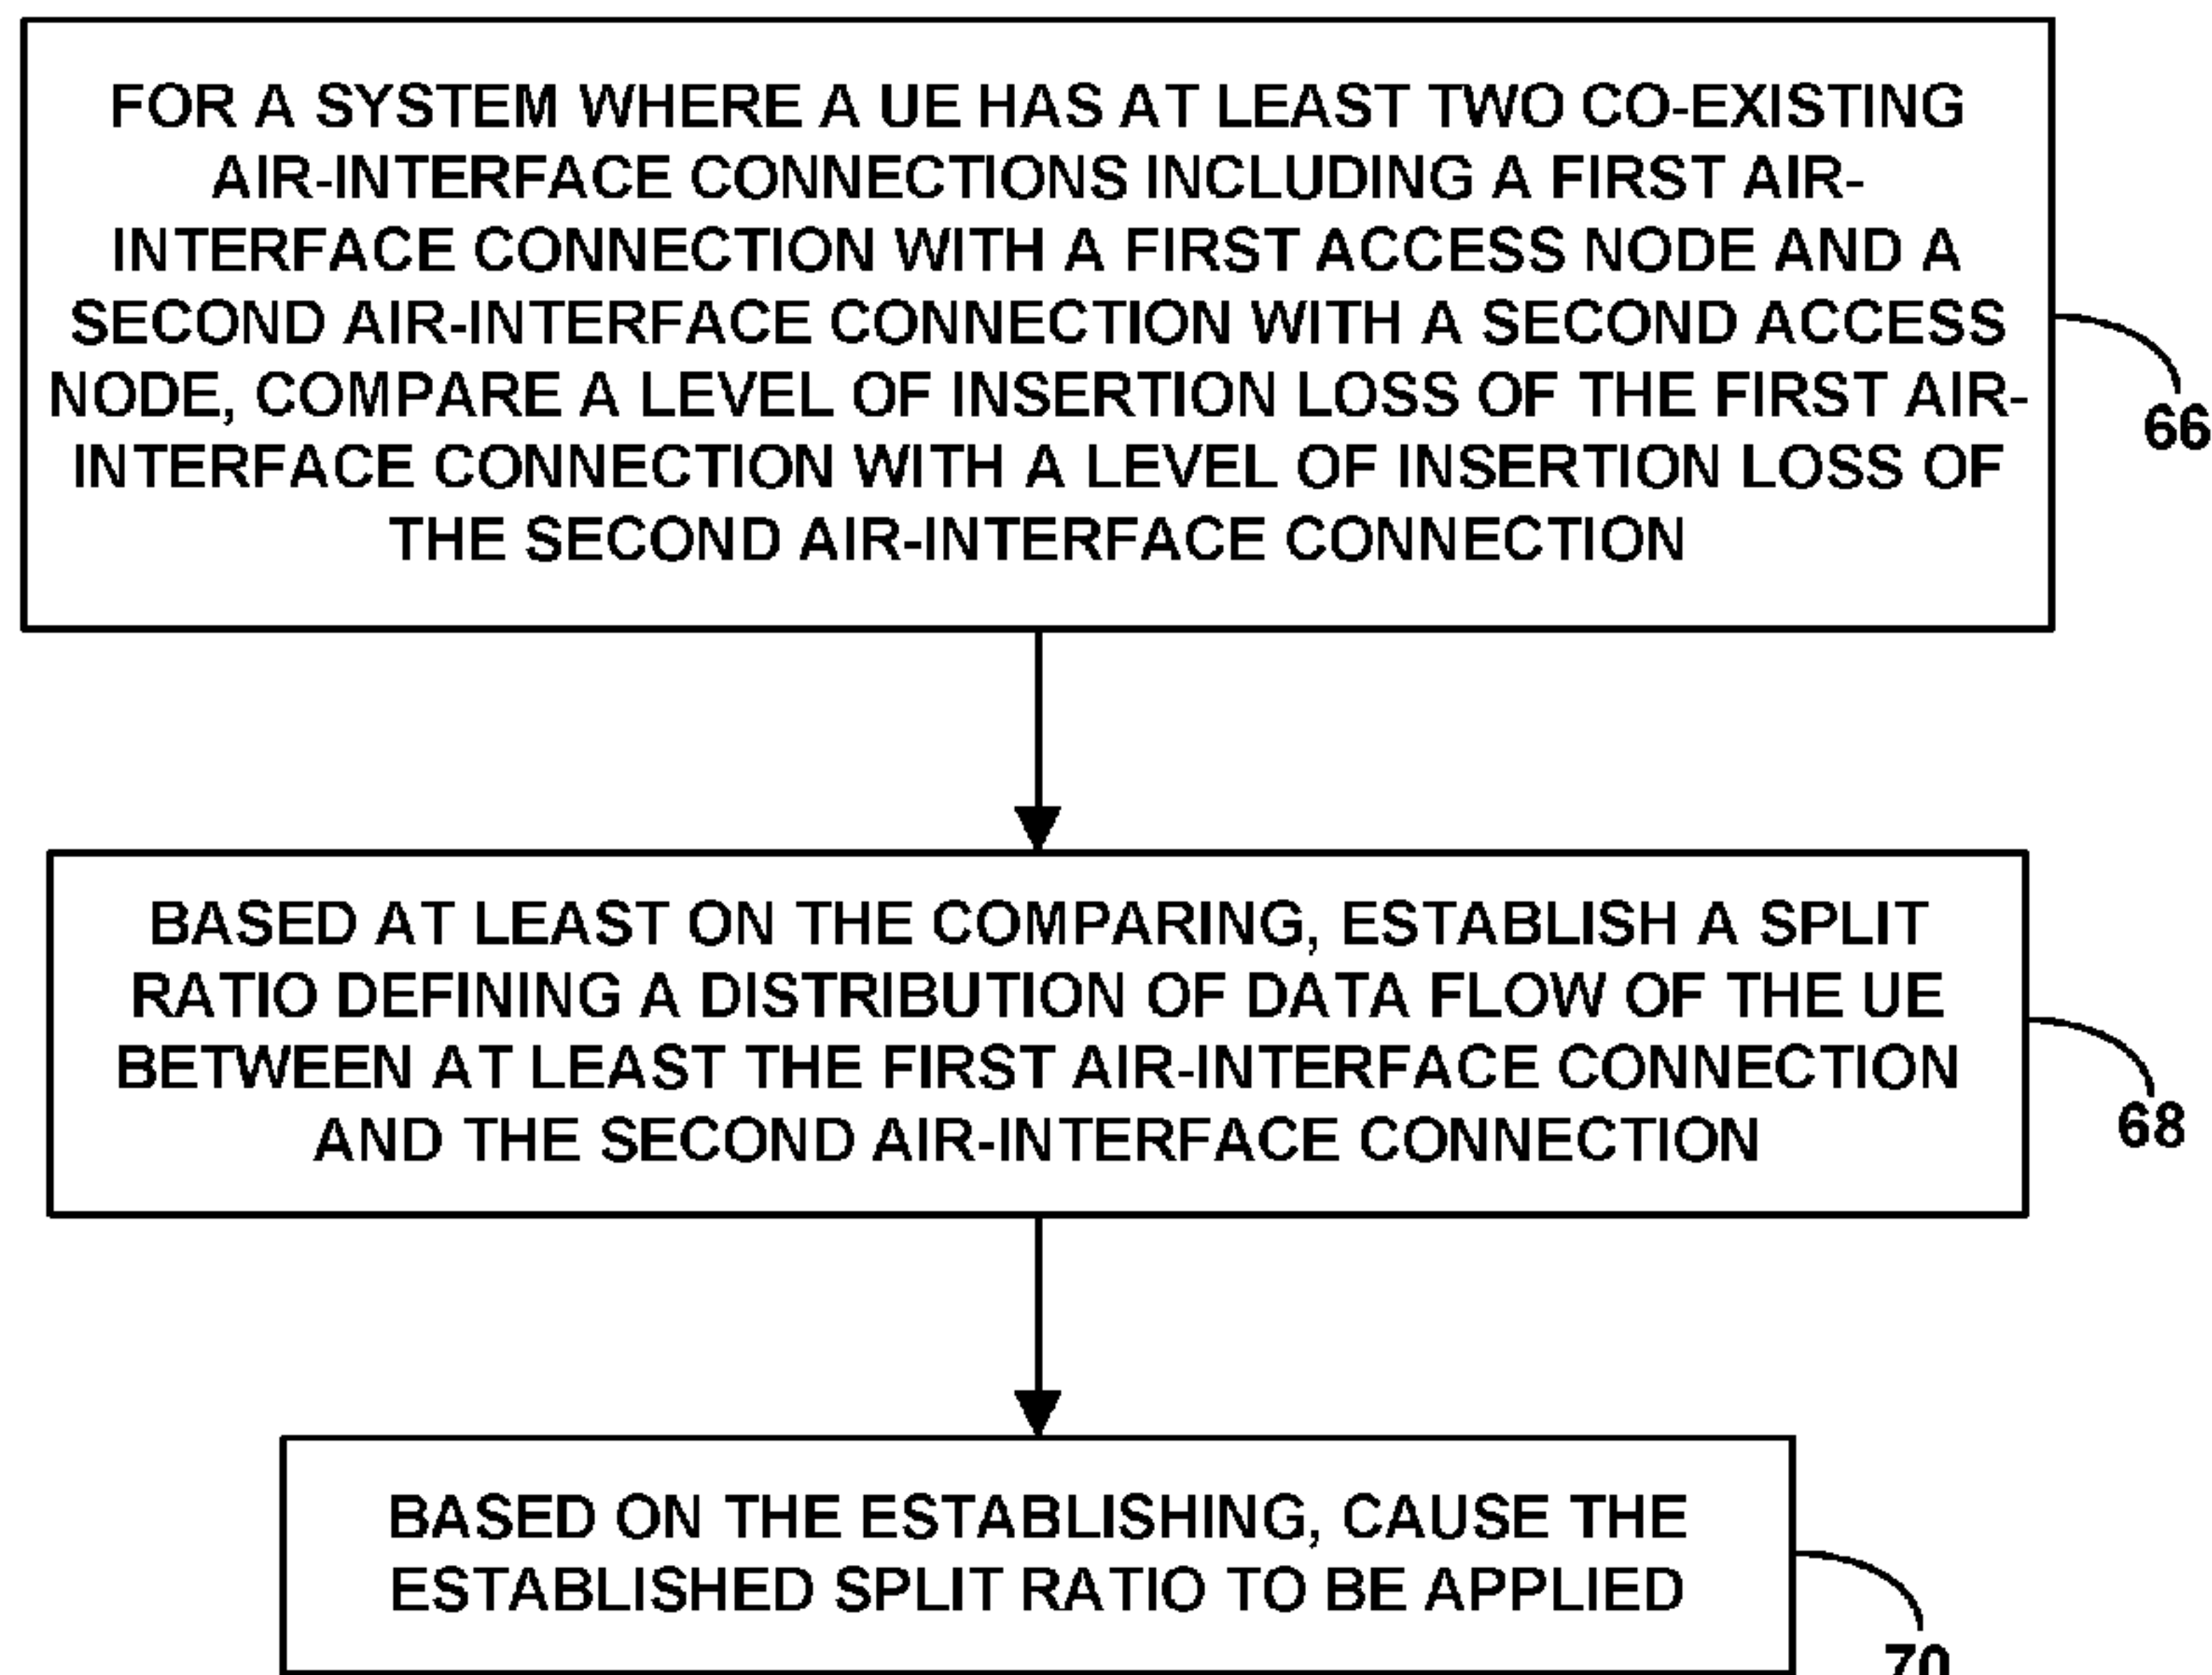 FOR A SYSTEM WHERE A UE HAS AT LEAST TWO CO-EXISTING
AIR-INTERFACE CONNECTIONS INCLUDING A FIRST AIR-
INTERFACE CONNECTION WITH A FIRST ACCESS NODE AND A
SECOND AIR-INTERFACE CONNECTION WITH A SECOND ACCESS
NODE, COMPARE A LEVEL OF INSERTION LOSS OF THE FIRST AIR-
INTERFACE CONNECTION WITH A LEVEL OF INSERTION LOSS OF
THE SECOND AIR-INTERFACE CONNECTION
66
BASED AT LEAST ON THE COMPARING, ESTABLISH A SPLIT
RATIO DEFINING A DISTRIBUTION OF DATA FLOW OF THE UE
BETWEEN AT LEAST THE FIRST AIR-INTERFACE CONNECTION
AND THE SECOND AIR-INTERFACE CONNECTION
68
BASED ON THE ESTABLISHING, CAUSE THE
ESTABLISHED SPLIT RATIO TO BE APPLIED
70